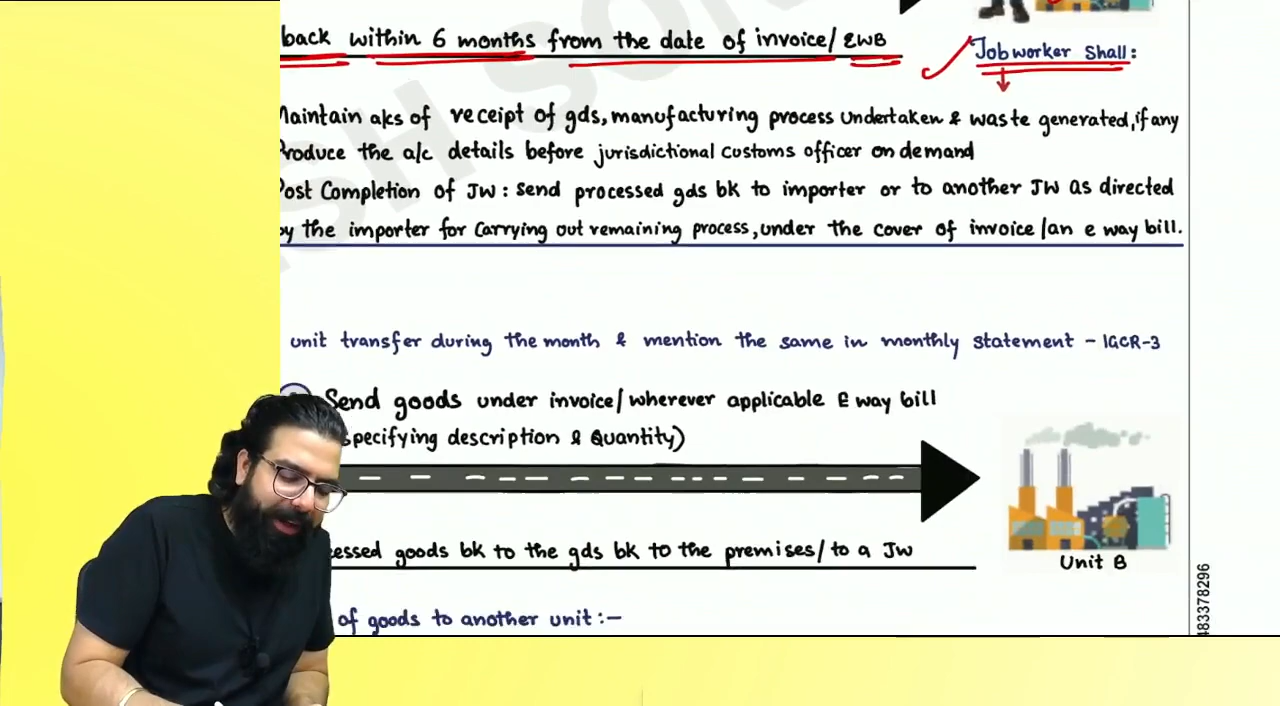 back within 6 months from the date of invoice/ EWB
Jobworker Shall:
Maintain a/cs of receipt of gds, manufacturing process undertaken & waste generated, if any
Produce the a/c details before jurisdictional Customs officer on demand
Post Completion of JW: Send processed gds bk to importer or to another JW as directed
by the importer for carrying out remaining process, under the cover of invoice /an e way bill.
unit transfer during the month & mention the same in monthly statement - IGCR-3
Send goods under invoice/wherever applicable E way bill
specifying description & Quantity)
cessed goods bk to the gds bk to the premises/to a JW
Unit B
of goods to another unit:-
483378296